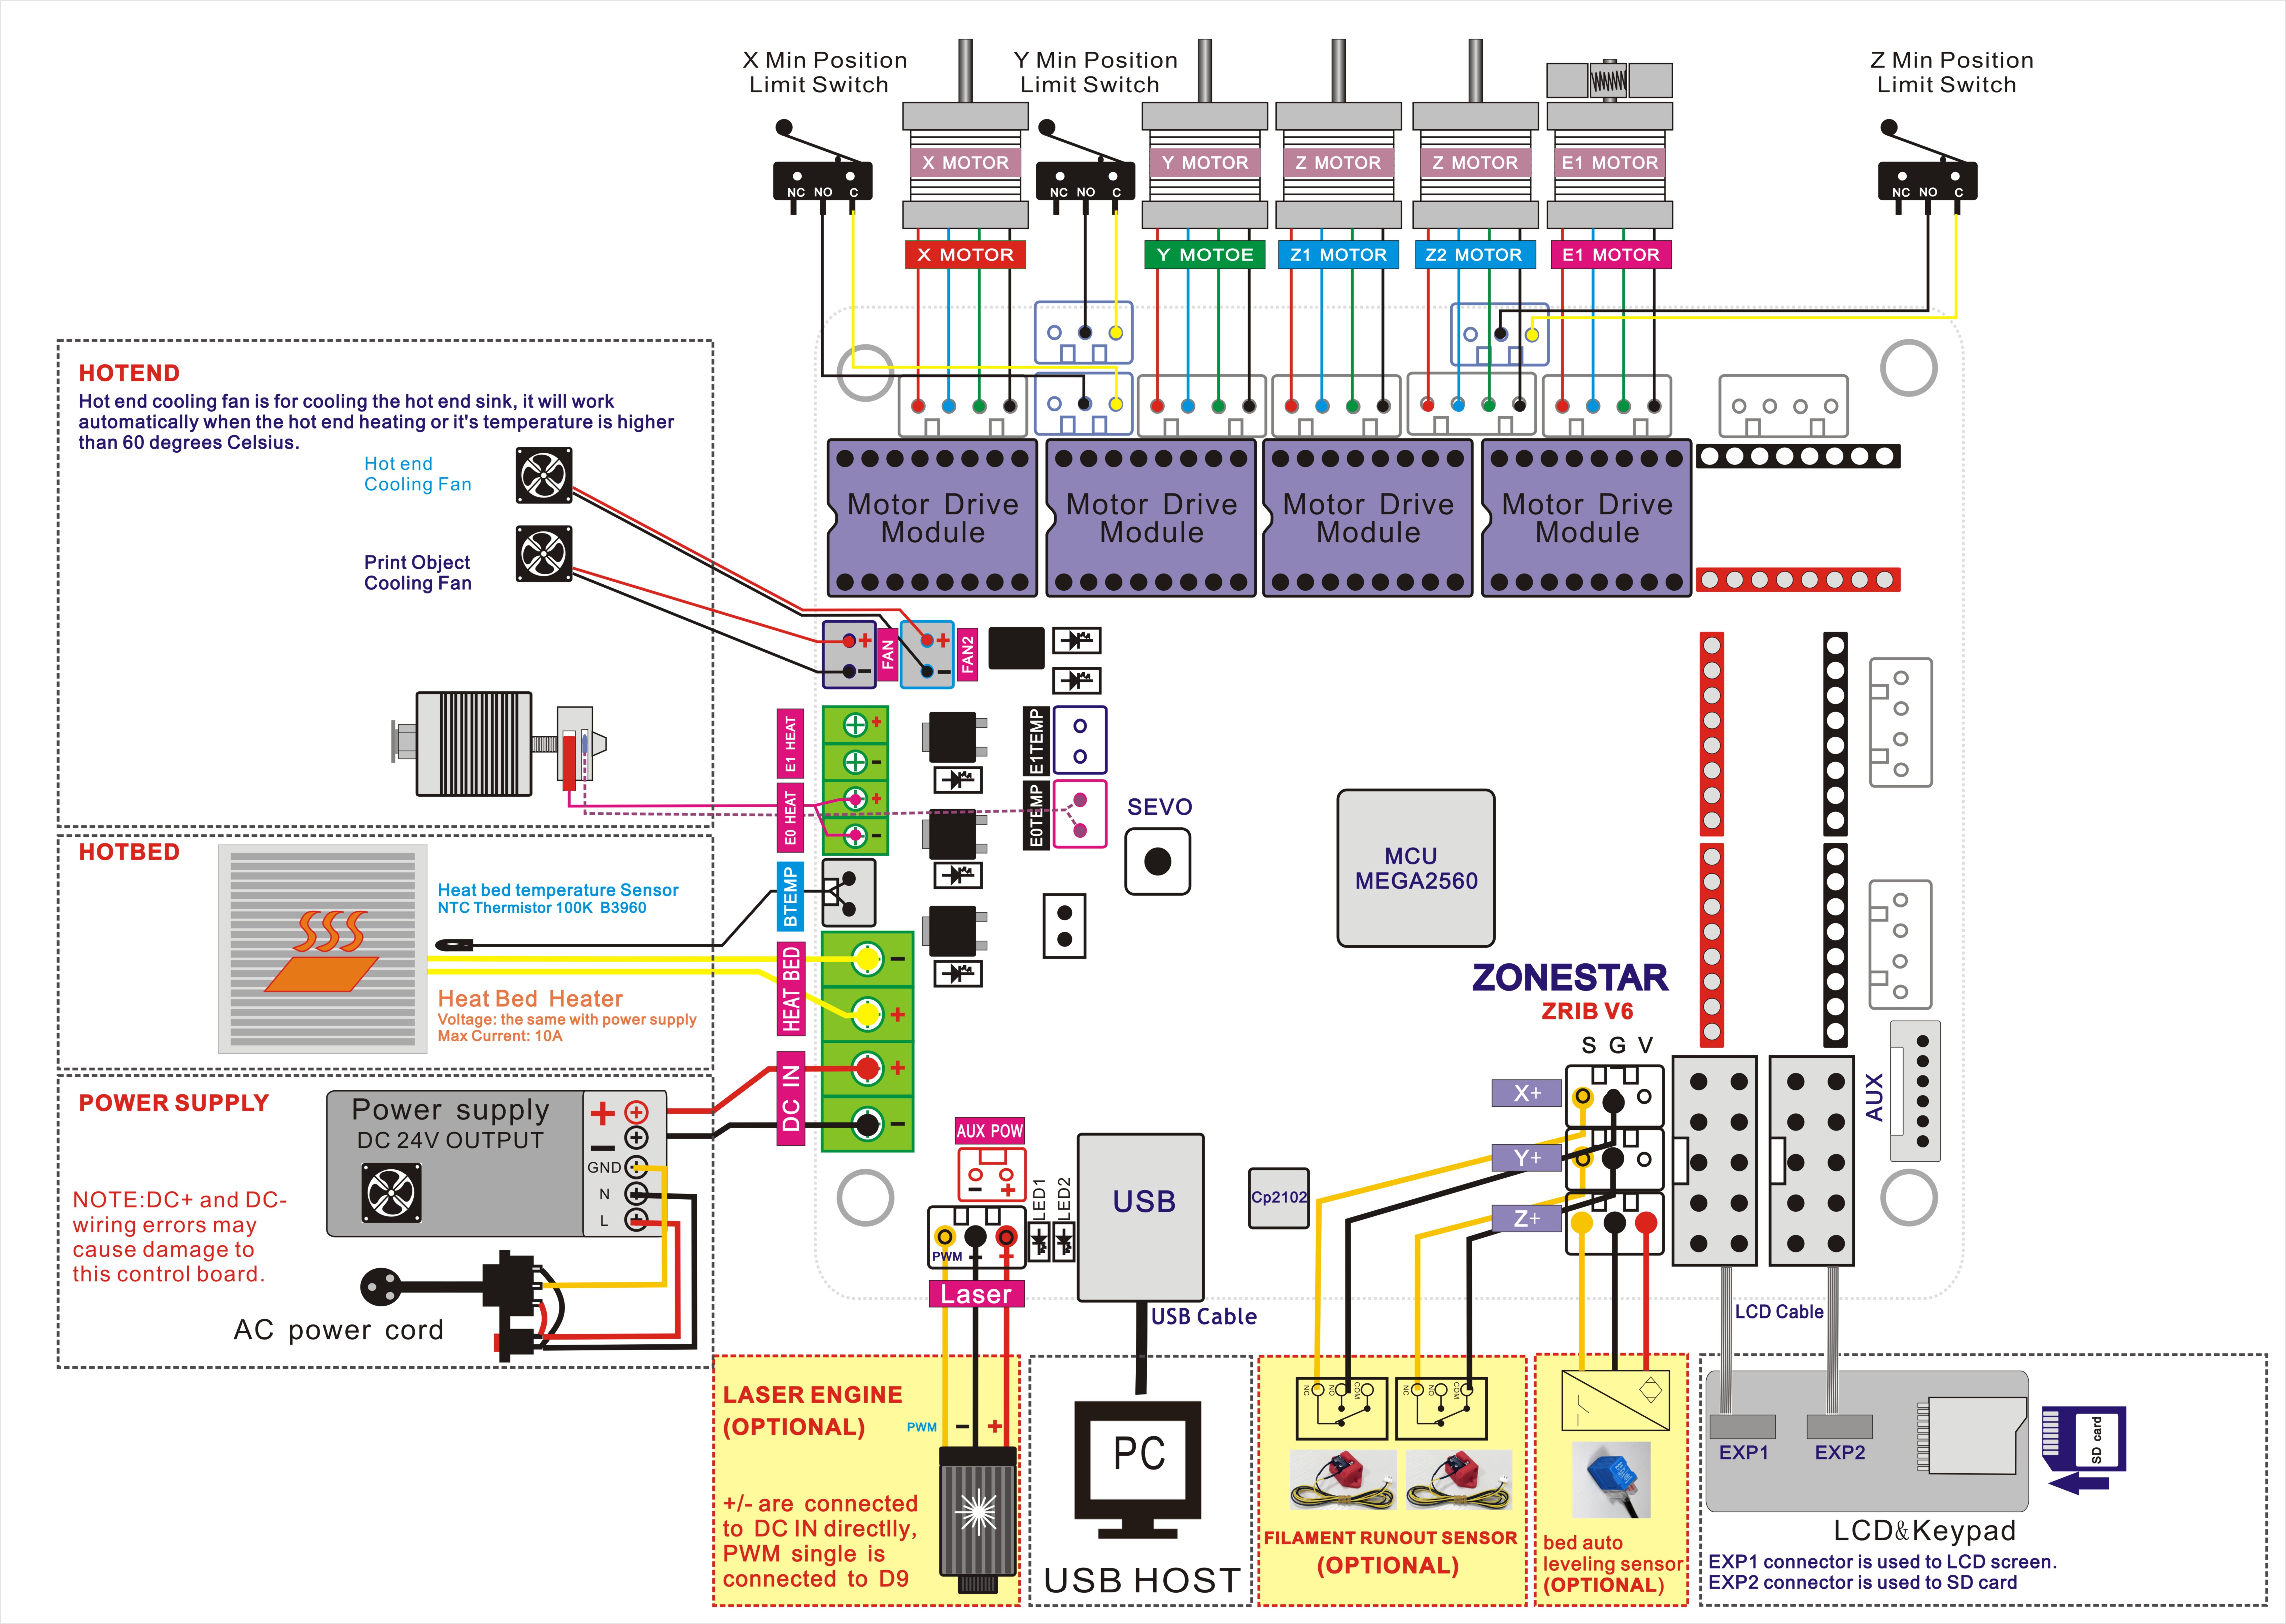 X Min Position
Limit Switch
Y Min Position
Limit Switch
Z Min Position
Limit Switch
NC NO C
X MOTOR
NC NO C
Y MOTOR
Z MOTOR
Z MOTOR
E1 MOTOR
NC NO C
X MOTOR
Y MOTOE
Z1 MOTOR
Z2 MOTOR
E1 MOTOR
HOTEND
Hot end cooling fan is for cooling the hot end sink, it will work
automatically when the hot end heating or it's temperature is higher
than 60 degrees Celsius.
Hot end
Cooling Fan
Print Object
Cooling Fan
Motor Drive
Module
Motor Drive
Module
Motor Drive
Module
Motor Drive
Module
+
-
FAN
+
-
FAN2
E1 HEAT
+
-
E0 HEAT
+
-
E1TEMP
E0TEMP
SEVO
MCU
MEGA2560
HOTBED
Heat bed temperature Sensor
NTC Thermistor 100K B3960
BTEMP
Heat Bed Heater
Voltage: the same with power supply
Max Current: 10A
HEAT BED
-
+
DC IN
+
-
ZONESTAR
ZRIB V6
S G V
X+
Y+
Z+
AUX
POWER SUPPLY
Power supply
DC 24V OUTPUT
+
-
GND
N
L
NOTE:DC+ and DC-
wiring errors may
cause damage to
this control board.
AC power cord
AUX POW
- +
LED1
LED2
PWM - +
Laser
USB
Cp2102
USB Cable
LCD Cable
LASER ENGINE
(OPTIONAL)
PWM - +
+/- are connected
to DC IN directlly,
PWM single is
connected to D9
PC
USB HOST
NC NO COM
NC NO COM
FILAMENT RUNOUT SENSOR
(OPTIONAL)
bed auto
leveling sensor
(OPTIONAL)
EXP1
EXP2
SD card
LCD&Keypad
EXP1 connector is used to LCD screen.
EXP2 connector is used to SD card